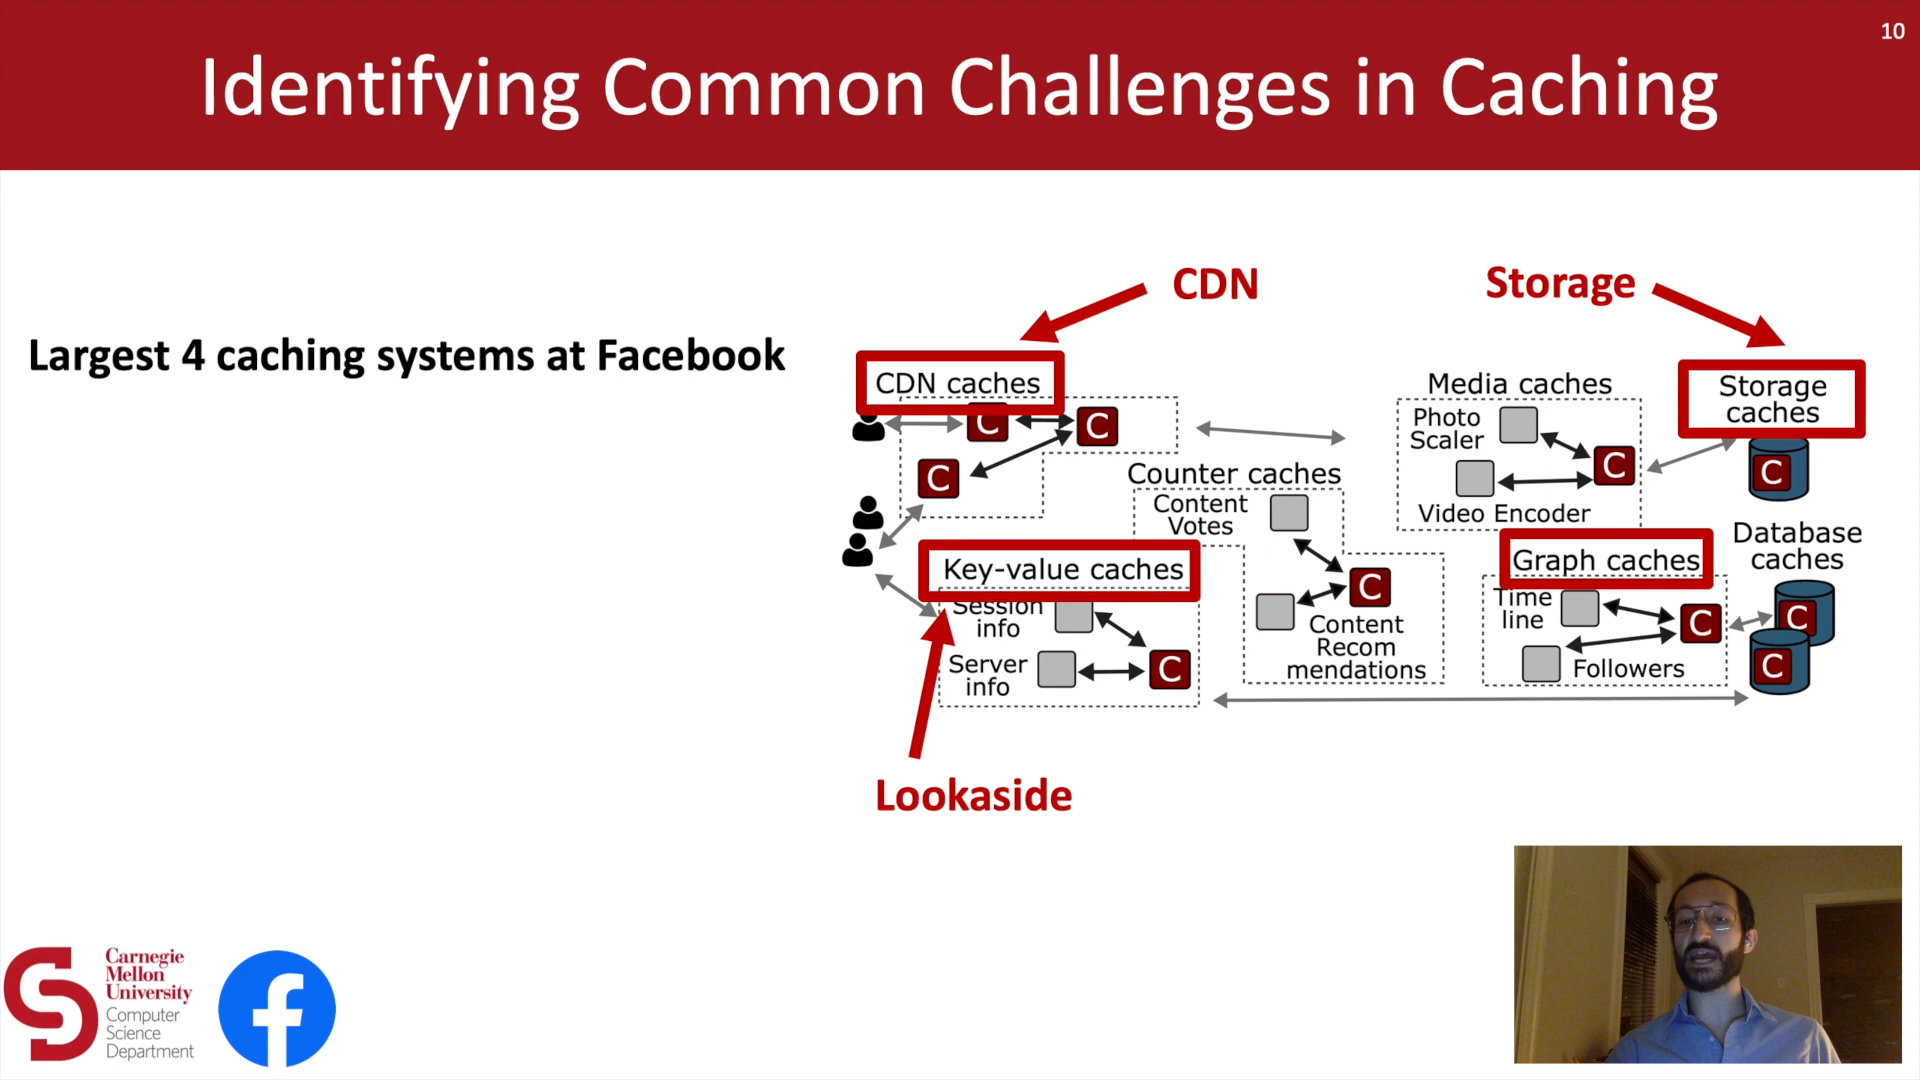 10
Identifying Common Challenges in Caching
CDN
Storage
Largest 4 caching systems at Facebook
CDN caches
C
C
C
Media caches
Photo
Scaler
C
Video Encoder
Storage
caches
C
Counter caches
Content
Votes
C
Content
Recom
mendations
Database
caches
C
C
Key-value caches
Session
info
Server
info
C
Graph caches
Time
line
C
Followers
Lookaside
Carnegie
Mellon
University
Computer
Science
Department